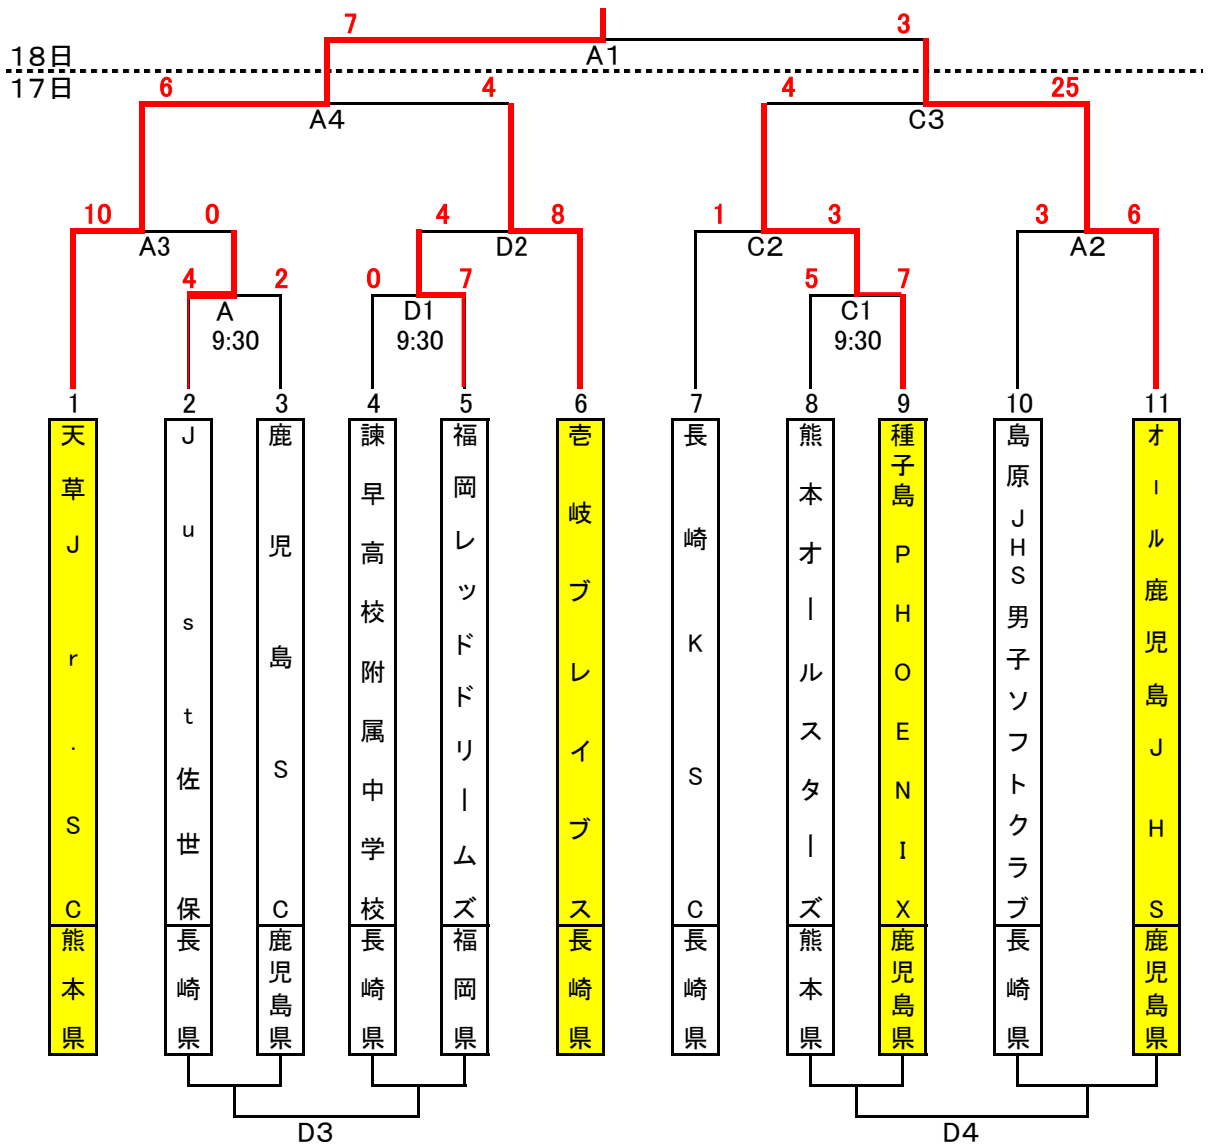 7 3
18日 A1
17日 6 4 4 25
A4 C3
10 0 4 8 1 3 3 6
A3 D2 C2 A2
4 2 0 7 5 7
A D1 C1
9:30 9:30 9:30
1 2 3 4 5 6 7 8 9 10 11
天草Jr.SC
Just佐世保
鹿児島SC
諫早高校附属中学校
福岡レッドドリームズ
壱岐ブレイブス
長崎KSC
熊本オールスターズ
種子島PHOENIX
島原JHS男子ソフトクラブ
オール鹿児島JHS
熊本県
長崎県
鹿児島県
長崎県
福岡
長崎県
長崎県
熊本県
鹿児島県
長崎県
鹿児島県
D3 D4